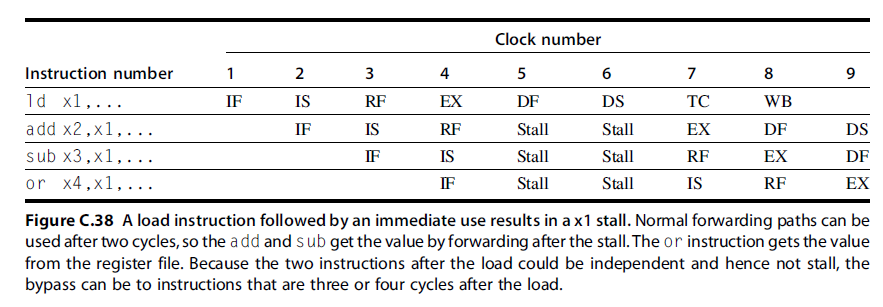 Clock number
Instruction number 1 2 3 4 5 6 7 8 9
ld x1,... IF IS RF EX DF DS TC WB
add x2,x1,... IF IS RF Stall Stall EX DF DS
sub x3,x1,... IF IS RF EX DF
or x4,x1,... IF Stall Stall IS RF EX
Figure C.38 A load instruction followed by an immediate use results in a x1 stall. Normal forwarding paths can be
used after two cycles, so the add and sub get the value by forwarding after the stall. The or instruction gets the value
from the register file. Because the two instructions after the load could be independent and hence not stall, the
bypass can be to instructions that are three or four cycles after the load.